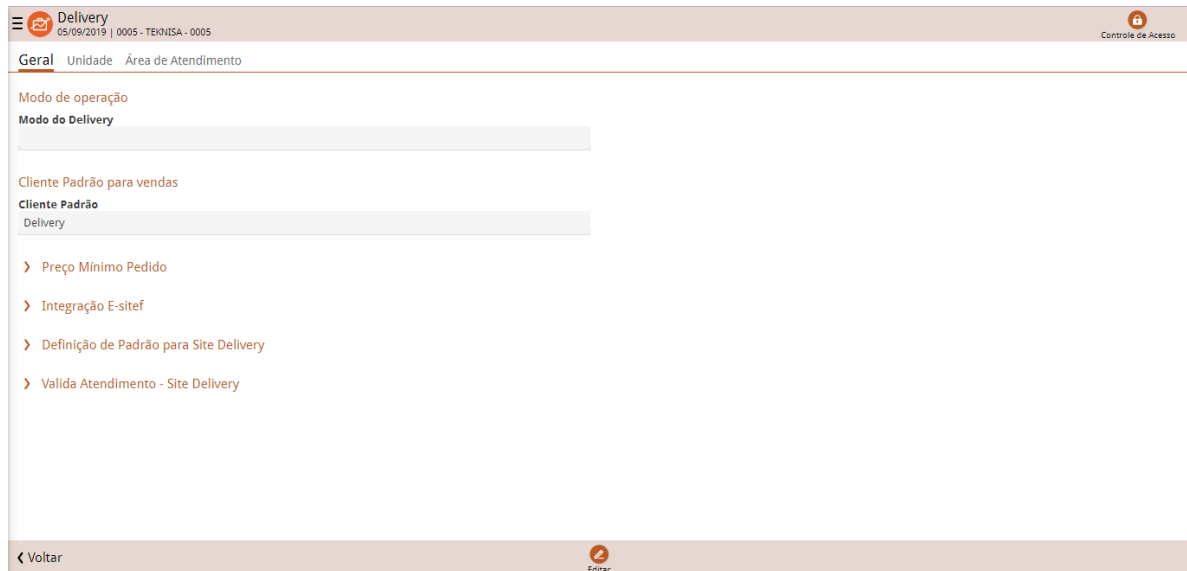 Delivery
05/09/2019 | 0005 - TEKNISA - 0005
Controle de Acesso
Geral Unidade Área de Atendimento
Modo de operação
Modo do Delivery
Cliente Padrão para vendas
Cliente Padrão
Delivery
Preço Mínimo Pedido
Integração E-sitef
Definição de Padrão para Site Delivery
Valida Atendimento - Site Delivery
Voltar
Editar